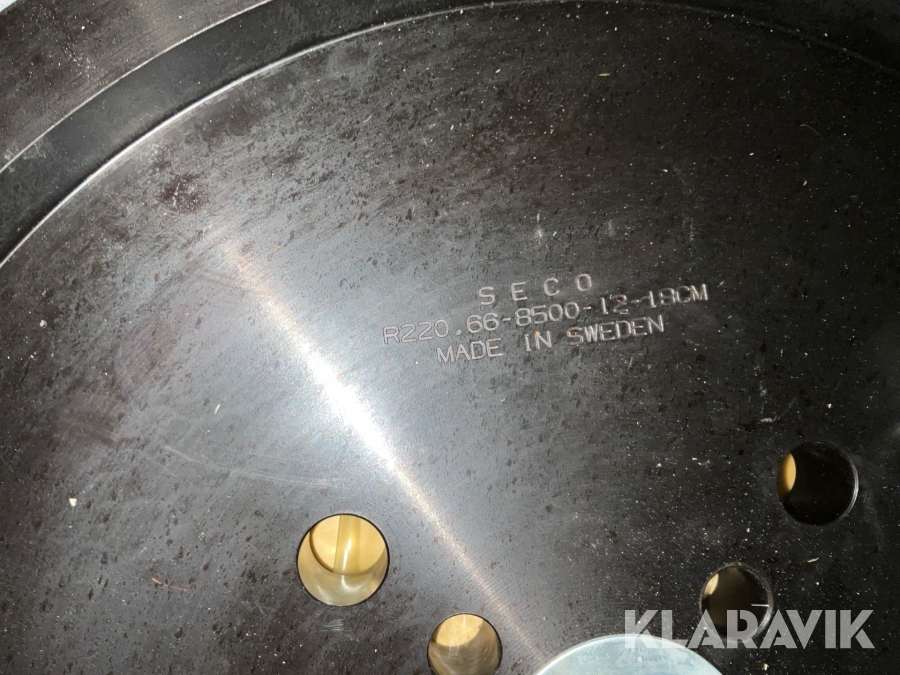 SECO
R220.66-8500-12-18CM
MADE IN SWEDEN
KLARAVIK